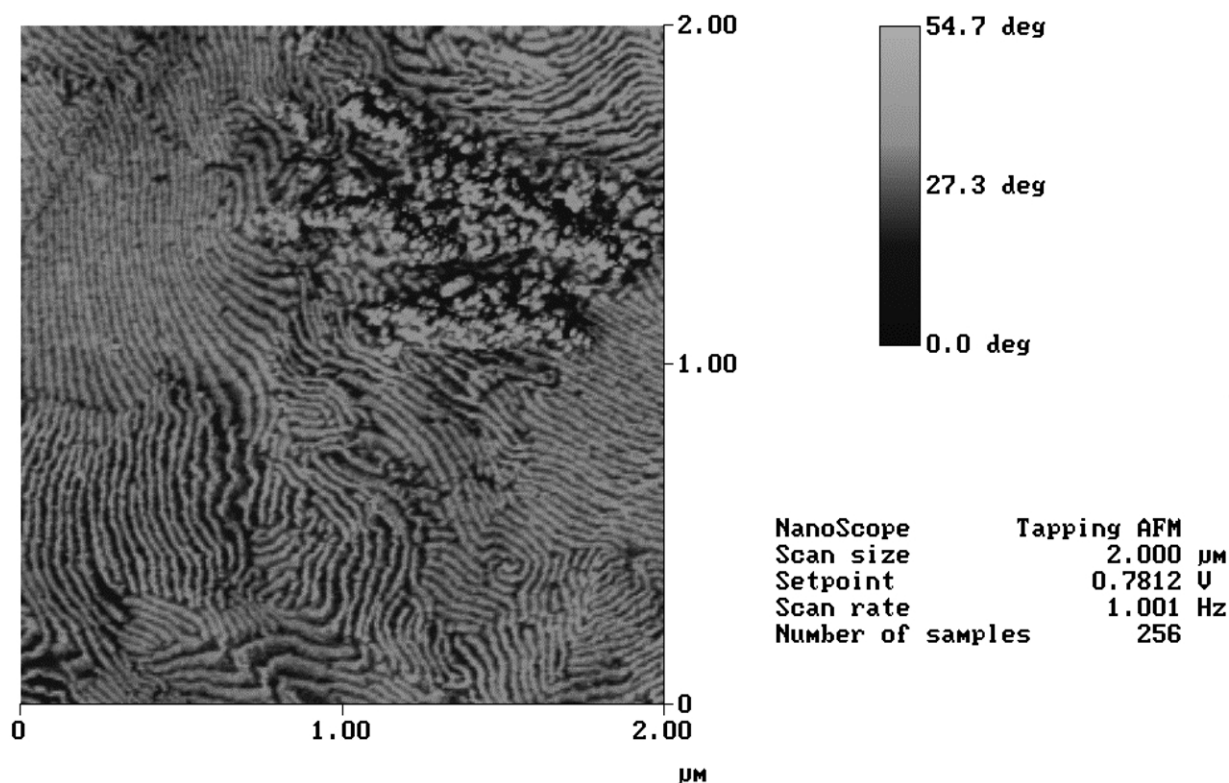 2.00
1.00
0
0
1.00
2.00
μM
54.7 deg
27.3 deg
0.0 deg
NanoScope Tapping AFM
Scan size 2.000 μM
Setpoint 0.7812 V
Scan rate 1.001 Hz
Number of samples 256